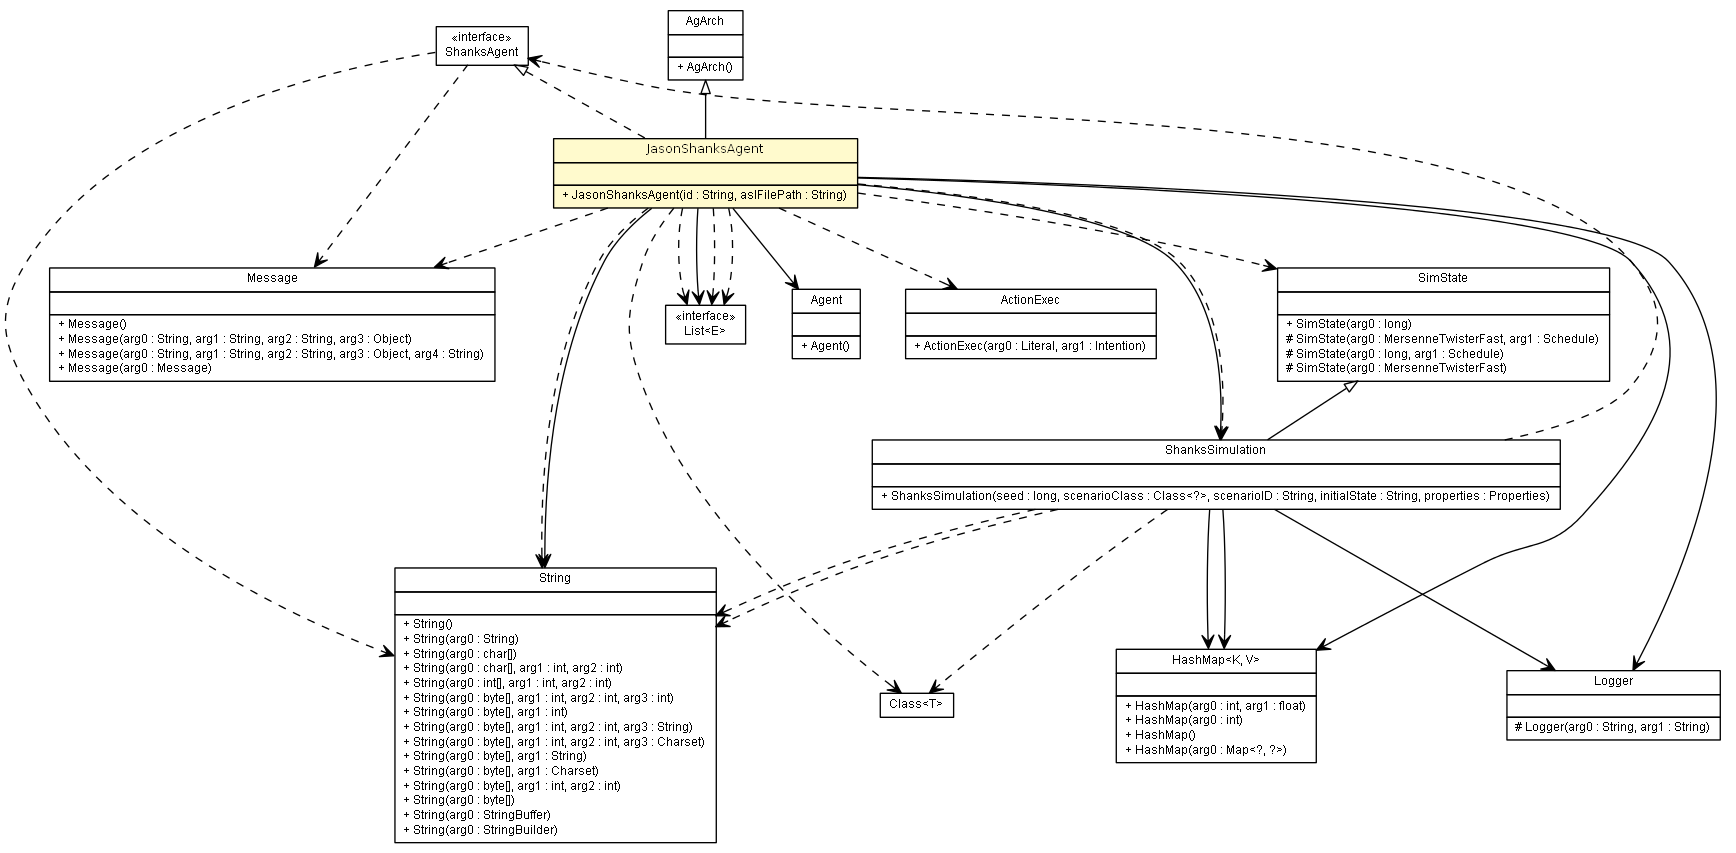 AgArch
+ AgArch()
«interface»
ShanksAgent
JasonShanksAgent
+ JasonShanksAgent(id : String, aslFilePath : String)
Message
+ Message()
+ Message(arg0 : String, arg1 : String, arg2 : String, arg3 : Object)
+ Message(arg0 : String, arg1 : String, arg2 : String, arg3 : Object, arg4 : String)
+ Message(arg0 : Message)
«interface»
List<E>
Agent
+ Agent()
ActionExec
+ ActionExec(arg0 : Literal, arg1 : Intention)
SimState
+ SimState(arg0 : long)
# SimState(arg0 : MersenneTwisterFast, arg1 : Schedule)
# SimState(arg0 : long, arg1 : Schedule)
# SimState(arg0 : MersenneTwisterFast)
ShanksSimulation
+ ShanksSimulation(seed : long, scenarioClass : Class<?>, scenarioID : String, initialState : String, properties : Properties)
String
+ String()
+ String(arg0 : String)
+ String(arg0 : char[])
+ String(arg0 : char[], arg1 : int, arg2 : int)
+ String(arg0 : int[], arg1 : int, arg2 : int)
+ String(arg0 : byte[], arg1 : int, arg2 : int, arg3 : int)
+ String(arg0 : byte[], arg1 : int)
+ String(arg0 : byte[], arg1 : int, arg2 : int, arg3 : String)
+ String(arg0 : byte[], arg1 : int, arg2 : int, arg3 : Charset)
+ String(arg0 : byte[], arg1 : String)
+ String(arg0 : byte[], arg1 : Charset)
+ String(arg0 : byte[], arg1 : int, arg2 : int)
+ String(arg0 : byte[])
+ String(arg0 : StringBuffer)
+ String(arg0 : StringBuilder)
Class<T>
HashMap<K, V>
+ HashMap(arg0 : int, arg1 : float)
+ HashMap(arg0 : int)
+ HashMap()
+ HashMap(arg0 : Map<?, ?>)
Logger
# Logger(arg0 : String, arg1 : String)